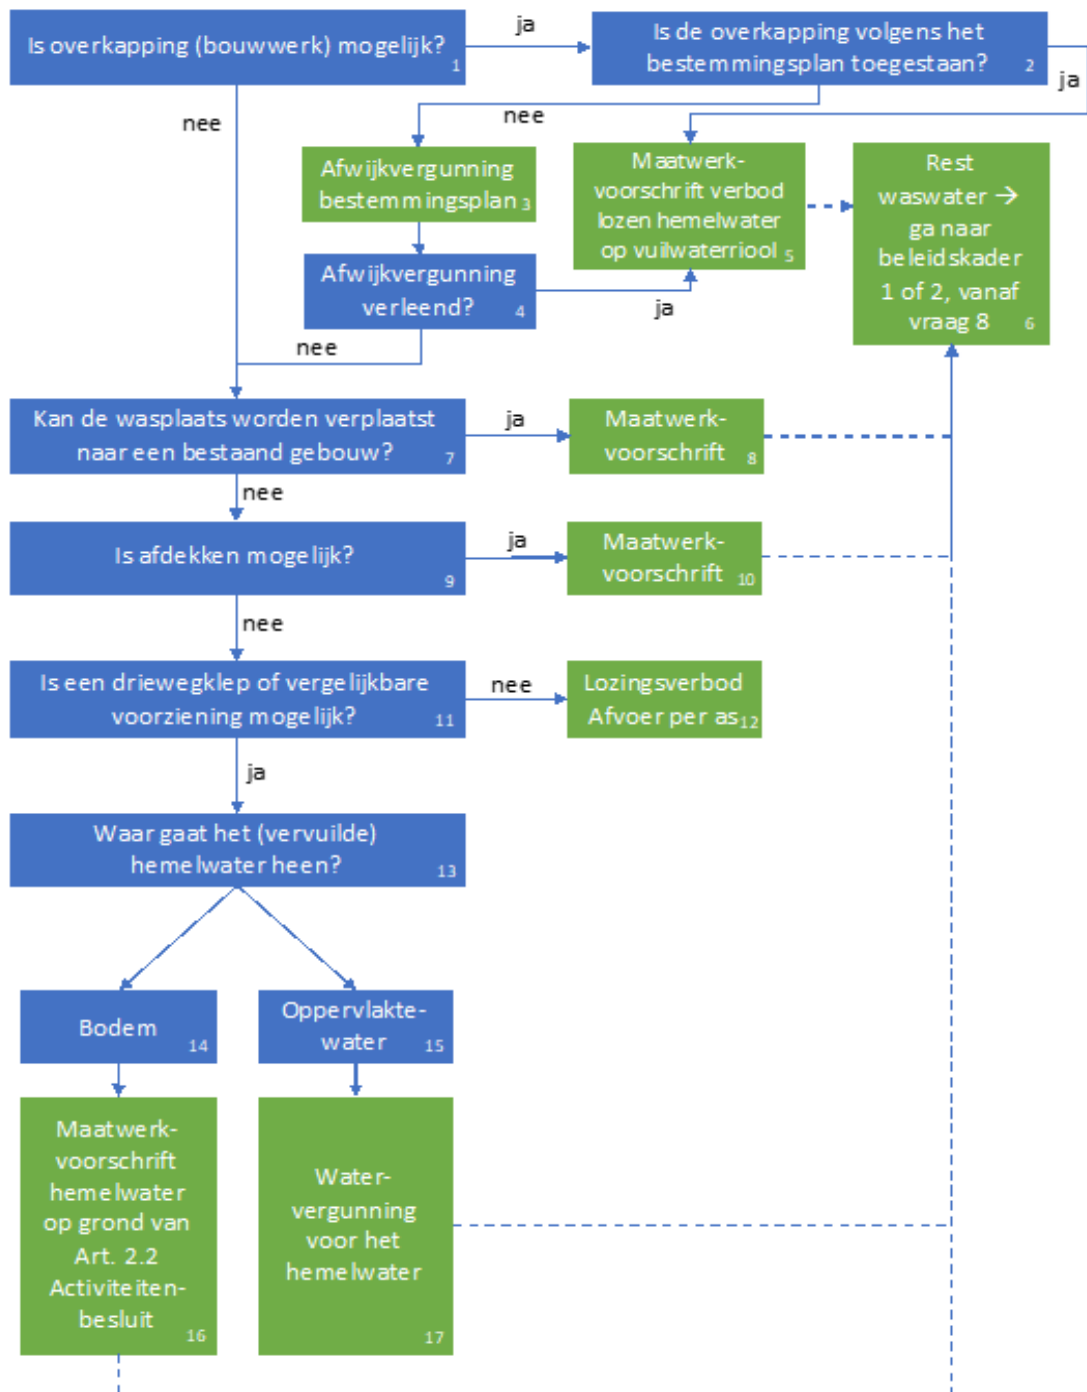 Is overkapping (bouwwerk) mogelijk?
1
ja
Is de overkapping volgens het
bestemmingsplan toegestaan?
2
ja
nee
nee
Afwijkvergunning
bestemmingsplan
3
Maatwerk-
voorschrift verbod
lozen hemelwater
op vuilwaterriool
5
Rest
waswater →
ga naar
beleidskader
1 of 2, vanaf
vraag 8
6
Afwijkvergunning
verleend?
4
ja
nee
Kan de wasplaats worden verplaatst
naar een bestaand gebouw?
7
ja
Maatwerk-
voorschrift
8
nee
Is afdekken mogelijk?
9
ja
Maatwerk-
voorschrift
10
nee
Is een driewegklep of vergelijkbare
voorziening mogelijk?
11
nee
Lozingsverbod
Afvoer per as
12
ja
Waar gaat het (vervuilde)
hemelwater heen?
13
Bodem
14
Oppervlakte-
water
15
Maatwerk-
voorschrift
hemelwater
op grond van
Art. 2.2
Activiteiten-
besluit
16
Water-
vergunning
voor het
hemelwater
17